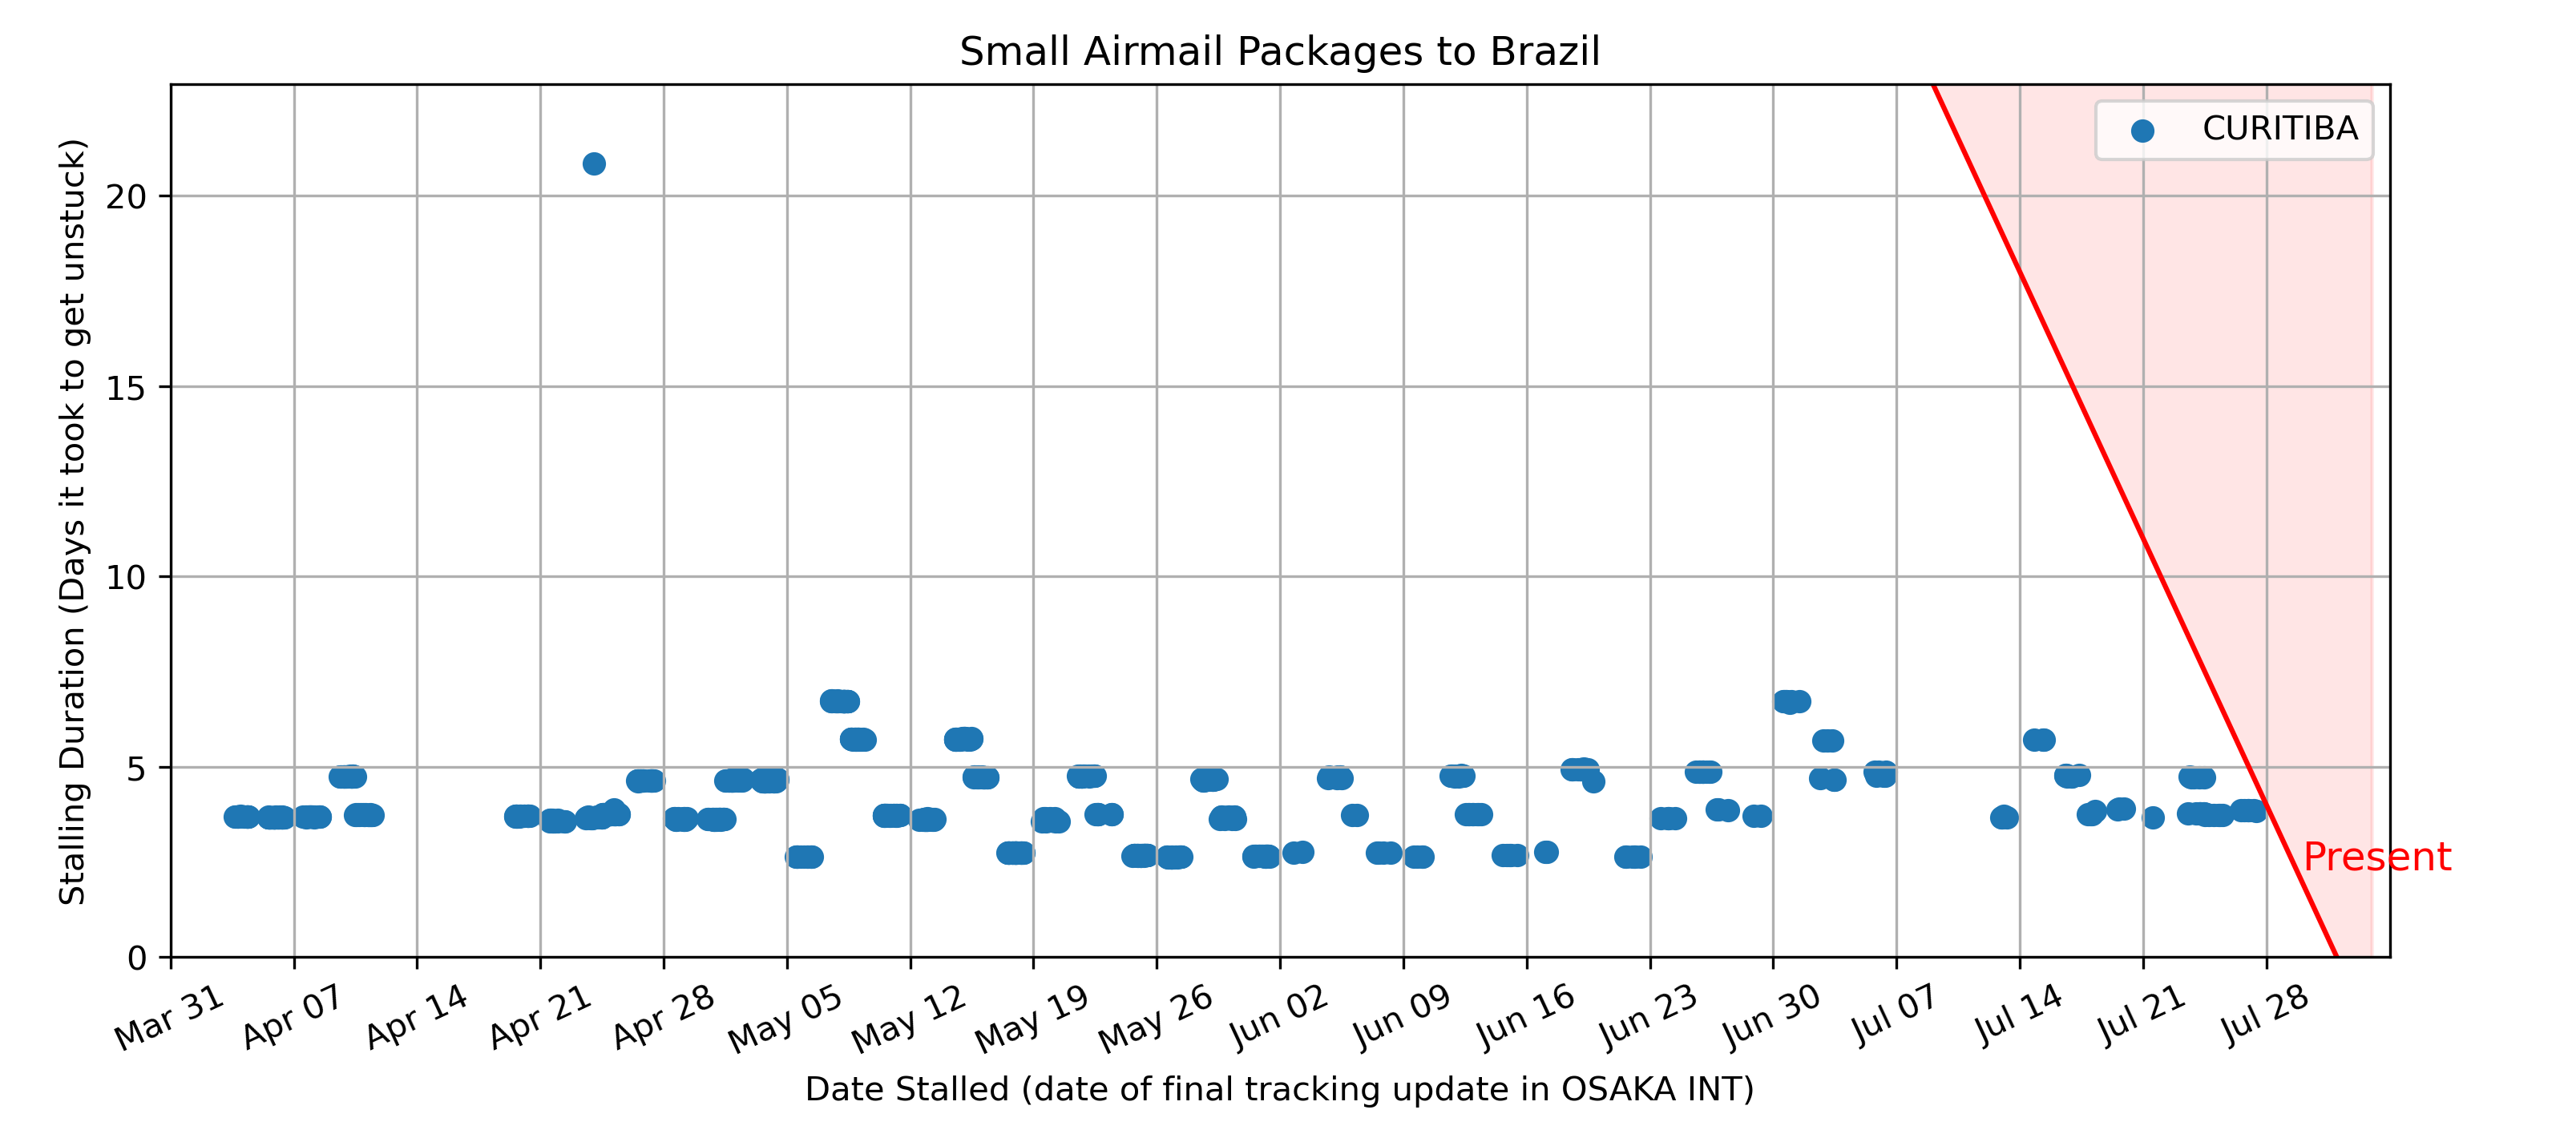 Small Airmail Packages to Brazil
CURITIBA
Stalling Duration (Days it took to get unstuck)
20
15
10
5
0
Present
Mar 31
Apr 07
Apr 14
Apr 21
Apr 28
May 05
May 12
May 19
May 26
Jun 02
Jun 09
Jun 16
Jun 23
Jun 30
Jul 07
Jul 14
Jul 21
Jul 28
Date Stalled (date of final tracking update in OSAKA INT)